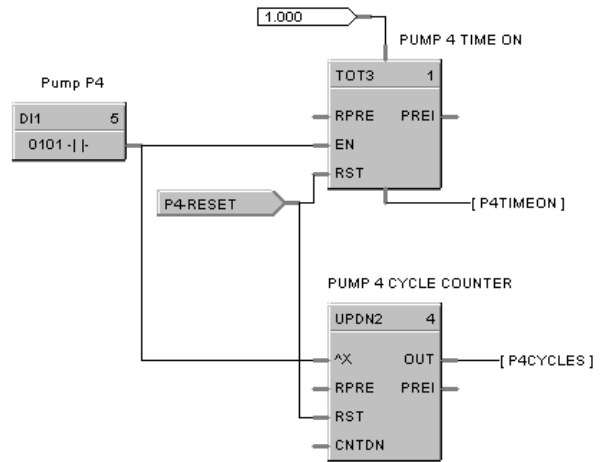 1.000
PUMP 4 TIME ON
TOT3 1
RPRE PREI
EN
RST
Pump P4
DI1 5
0101 -| |-
P4-RESET
[ P4TIMEON ]
PUMP 4 CYCLE COUNTER
UPDN2 4
^X OUT
[ P4CYCLES ]
RPRE PREI
RST
CNTDN